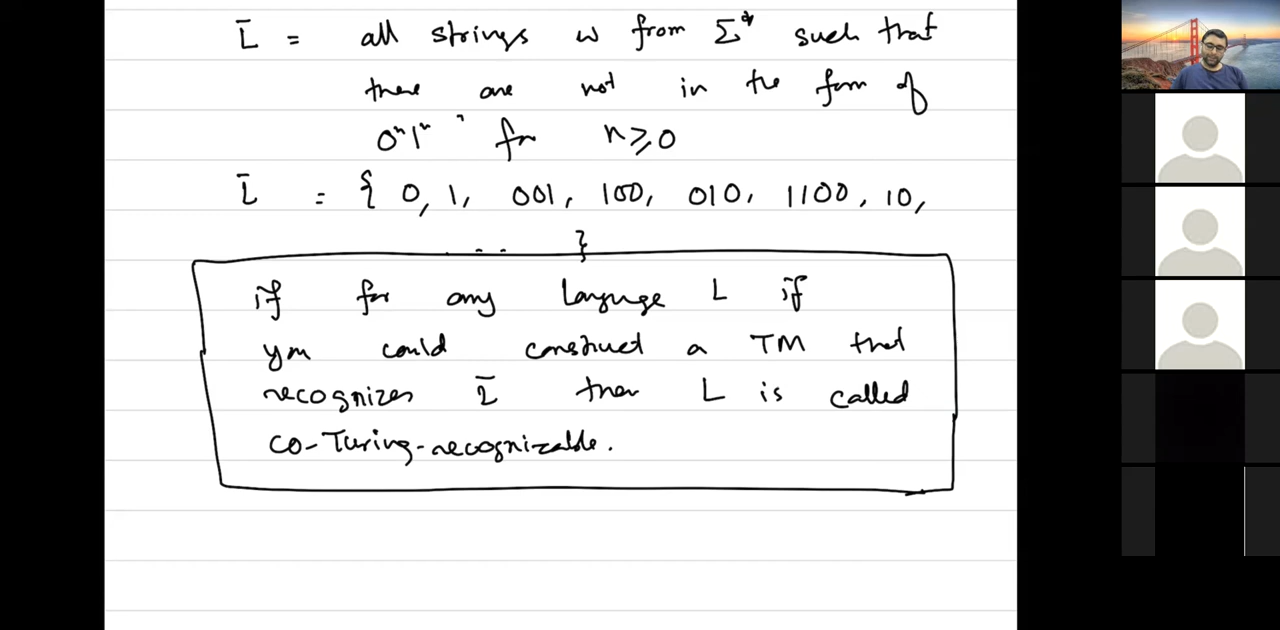 L̄ = all strings w from Σ* such that
there are not in the form of
0ⁿ1ⁿ for n ⩾ 0
L̄ = { 0, 1, 001, 100, 010, 1100, 10,
... }
if for any language L if
you could construct a TM that
recognizes L̄ then L is called
co-Turing-recognizable.